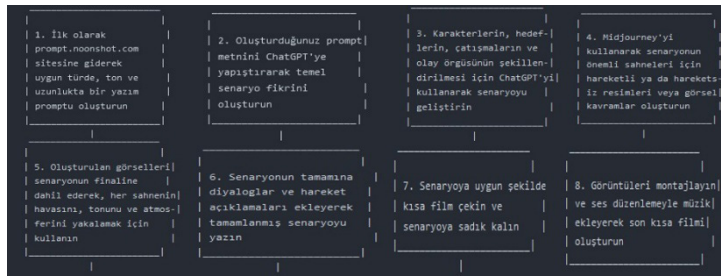 1. İlk olarak
prompt.noonshot.com
sitesine giderek
uygun türde, ton ve
uzunlukta bir yazım
promptu oluşturun
2. Oluşturduğunuz prompt
metnini ChatGPT'ye
yapıştırarak temel
senaryo fikrini
oluşturun
3. Karakterlerin, hedef-
lerin, çatışmaların ve
olay örgüsünün şekillen-
dirilmesi için ChatGPT'yi
kullanarak senaryoyu
geliştirin
4. Midjourney'yi
kullanarak senaryonun
önemli sahneleri için
hareketli ya da harekets-
iz resimleri veya görsel
kavramlar oluşturun
5. Oluşturulan görselleri
senaryonun finaline
dahil ederek, her sahnenin
havasını, tonunu ve atmos-
ferini yakalamak için
kullanın
6. Senaryonun tamamına
diyaloglar ve hareket
açıklamaları ekleyerek
tamamlanmış senaryoyu
yazın
7. Senaryoya uygun şekilde
kısa film çekin ve
senaryoya sadık kalın
8. Görüntüleri montajlayın
ve ses düzenlemeyle müzik
ekleyerek son kısa filmi
oluşturun